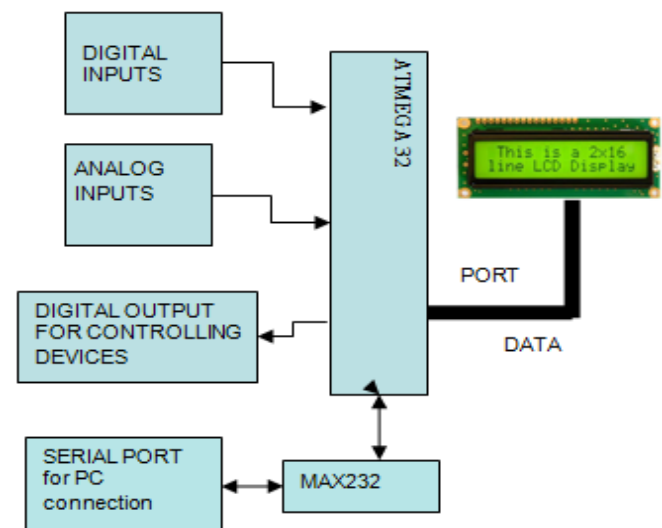 DIGITAL
INPUTS
ATMEGA 32
ANALOG
INPUTS
This is a 2x16
line LCD Display
PORT
DATA
DIGITAL OUTPUT
FOR CONTROLLING
DEVICES
SERIAL PORT
for PC
connection
MAX232